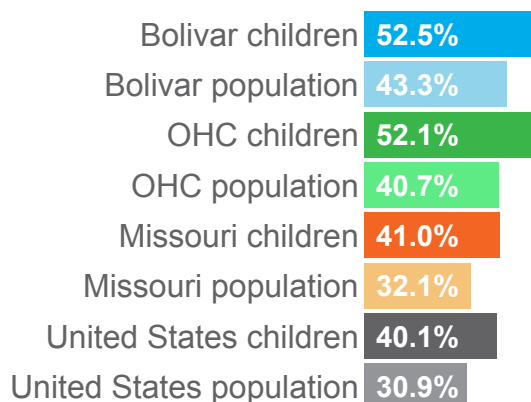 Bolivar children 52.5%
Bolivar population 43.3%
OHC children 52.1%
OHC population 40.7%
Missouri children 41.0%
Missouri population 32.1%
United States children 40.1%
United States population 30.9%